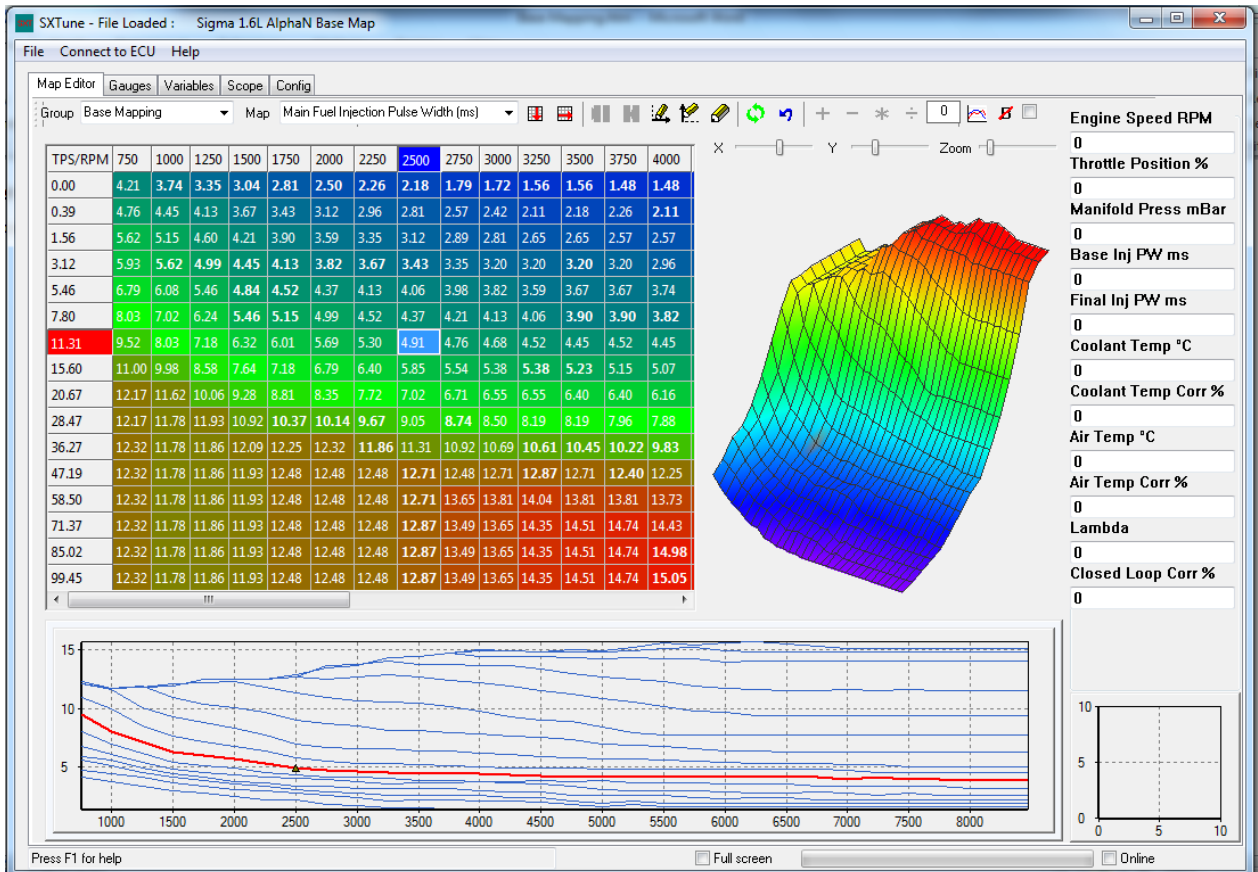 SXTune - File Loaded : Sigma 1.6L AlphaN Base Map
File Connect to ECU Help
Map Editor Gauges Variables Scope Config
Group Base Mapping Map Main Fuel Injection Pulse Width (ms) + - * ÷ 0
X Y Zoom
TPS/RPM 750 1000 1250 1500 1750 2000 2250 2500 2750 3000 3250 3500 3750 4000
0.00 4.21 3.74 3.35 3.04 2.81 2.50 2.26 2.18 1.79 1.72 1.56 1.56 1.48 1.48
0.39 4.76 4.45 4.13 3.67 3.43 3.12 2.96 2.81 2.57 2.42 2.11 2.18 2.26 2.11
1.56 5.62 5.15 4.60 4.21 3.90 3.59 3.35 3.12 2.89 2.81 2.65 2.65 2.57 2.57
3.12 5.93 5.62 4.99 4.45 4.13 3.82 3.67 3.43 3.35 3.20 3.20 3.20 3.20 2.96
5.46 6.79 6.08 5.46 4.84 4.52 4.37 4.13 4.06 3.98 3.82 3.59 3.67 3.67 3.74
7.80 8.03 7.02 6.24 5.46 5.15 4.99 4.52 4.37 4.21 4.13 4.06 3.90 3.90 3.82
11.31 9.52 8.03 7.18 6.32 6.01 5.69 5.30 4.91 4.76 4.68 4.52 4.45 4.52 4.45
15.60 11.00 9.98 8.58 7.64 7.18 6.79 6.40 5.85 5.54 5.38 5.38 5.23 5.15 5.07
20.67 12.17 11.62 10.06 9.28 8.81 8.35 7.72 7.02 6.71 6.55 6.55 6.40 6.40 6.16
28.47 12.17 11.78 11.93 10.92 10.37 10.14 9.67 9.05 8.74 8.50 8.19 8.19 7.96 7.88
36.27 12.32 11.78 11.86 12.09 12.25 12.32 11.86 11.31 10.92 10.69 10.61 10.45 10.22 9.83
47.19 12.32 11.78 11.86 11.93 12.48 12.48 12.48 12.71 12.48 12.71 12.87 12.71 12.40 12.25
58.50 12.32 11.78 11.86 11.93 12.48 12.48 12.48 12.71 13.65 13.81 14.04 13.81 13.81 13.73
71.37 12.32 11.78 11.86 11.93 12.48 12.48 12.48 12.87 13.49 13.65 14.35 14.51 14.74 14.43
85.02 12.32 11.78 11.86 11.93 12.48 12.48 12.48 12.87 13.49 13.65 14.35 14.51 14.74 14.98
99.45 12.32 11.78 11.86 11.93 12.48 12.48 12.48 12.87 13.49 13.65 14.35 14.51 14.74 15.05
Engine Speed RPM
0
Throttle Position %
0
Manifold Press mBar
0
Base Inj PW ms
0
Final Inj PW ms
0
Coolant Temp °C
0
Coolant Temp Corr %
0
Air Temp °C
0
Air Temp Corr %
0
Lambda
0
Closed Loop Corr %
0
15
10
5
1000 1500 2000 2500 3000 3500 4000 4500 5000 5500 6000 6500 7000 7500 8000
10
5
0
0 5 10
Press F1 for help Full screen Online